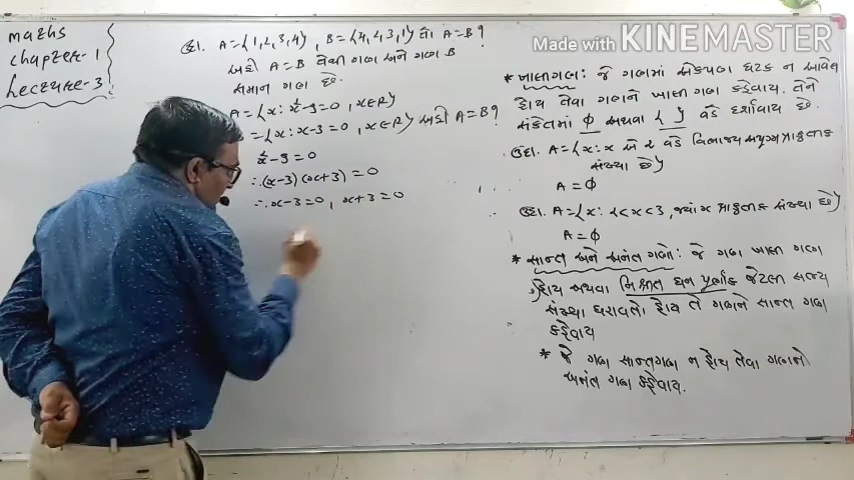 maths
chapter-1
Lecture-3
ઉદા. A={1,2,3,4}, B={4,2,3,1} તો A=B?
અહીં A=B તેથી ગણ A અને ગણ B
સમાન ગણ છે.
A={x: x²-9=0, x∈R}
={x: x-3=0, x∈R} અહીં A=B?
x²-9=0
∴(x-3)(x+3)=0
∴x-3=0, x+3=0
Made with KINEMASTER
* ખાલીગણ: જે ગણમાં એકપણ ઘટક ન આવેલ
હોય તેવા ગણને ખાલી ગણ કહેવાય. તેને
સંકેતમાં ϕ અથવા { } વડે દર્શાવાય છે.
ઉદા. A={x: x એ 2 વડે વિભાજ્ય અયુગ્મ પ્રાકૃતિક
સંખ્યા છે}
A=ϕ
ઉદા. A={x: 2<x<3, જ્યાં x પ્રાકૃતિક સંખ્યા છે}
A=ϕ
* સાન્ત અને અનંત ગણો: જે ગણ ખાલી ગણ
હોય અથવા નિશ્ચીત ધન પૂર્ણાંક જેટલી સભ્ય
સંખ્યા ધરાવતો હોય તે ગણને સાન્ત ગણ
કહેવાય
* જે ગણ સાન્તગણ ન હોય તેવા ગણને
અનંત ગણ કહેવાય.